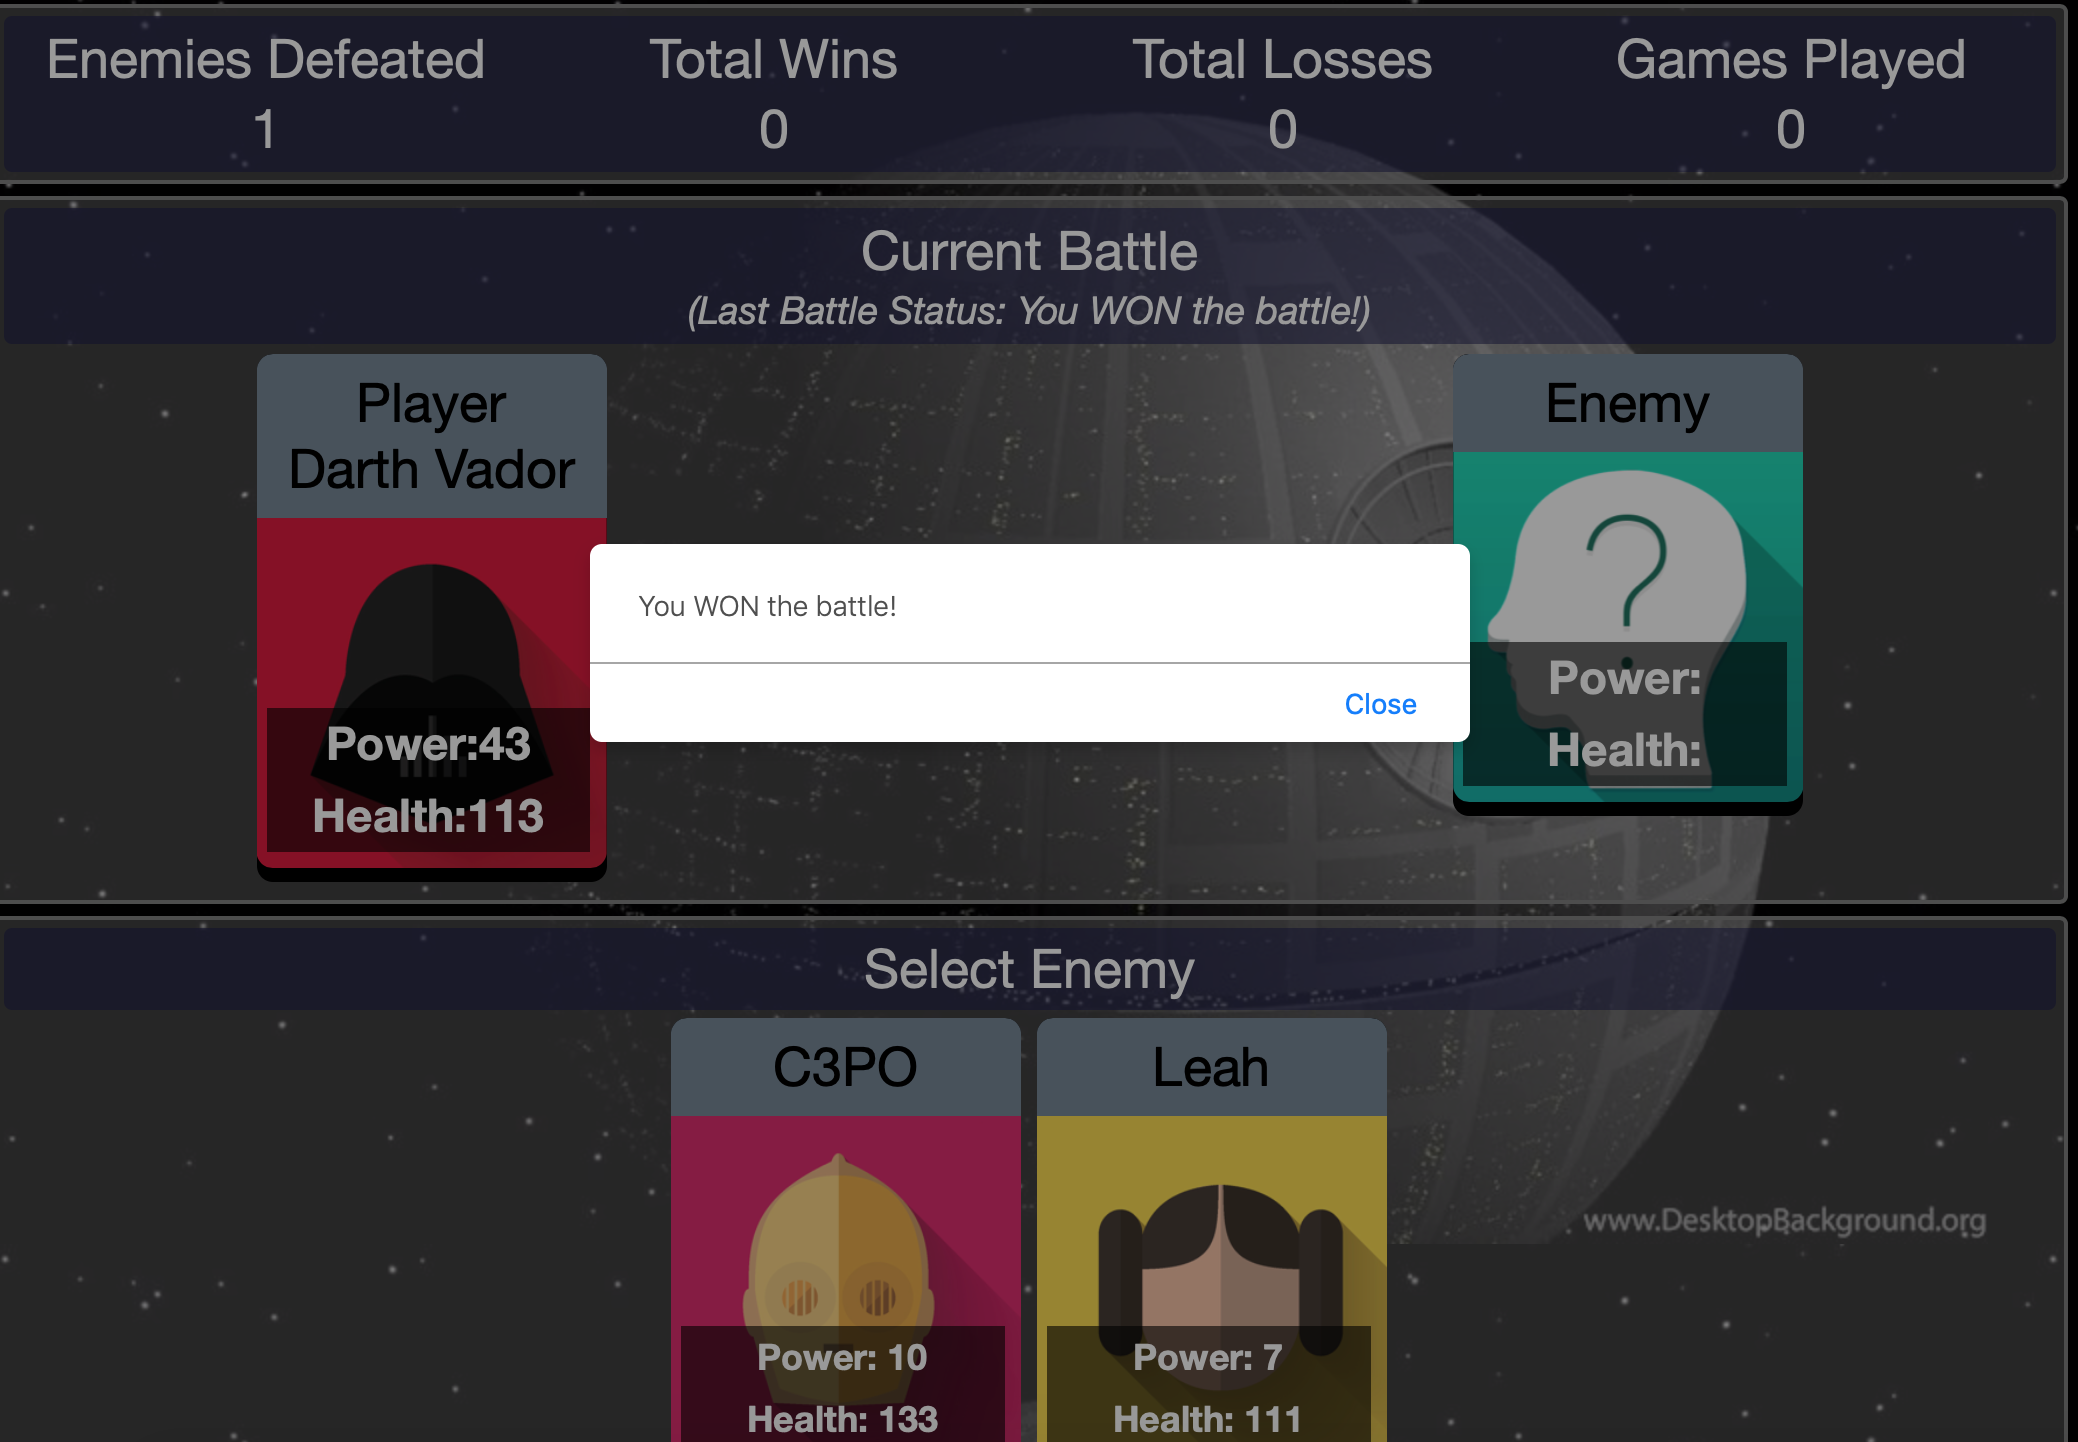 Enemies Defeated
Total Wins
Total Losses
Games Played
1
0
0
0
Current Battle
(Last Battle Status: You WON the battle!)
Player
Darth Vador
Power:43
Health:113
Enemy
?
Power:
Health:
You WON the battle!
Close
Select Enemy
C3PO
Power: 10
Health: 133
Leah
Power: 7
Health: 111
www.DesktopBackground.org